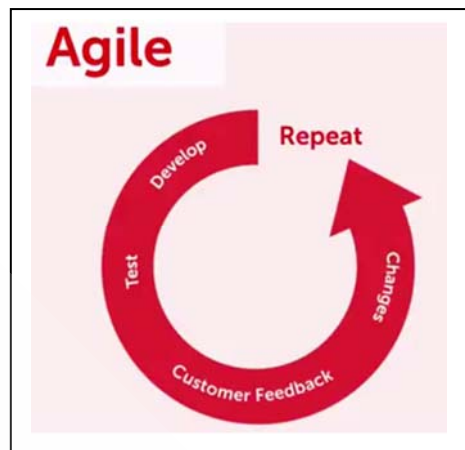 Agile
Repeat
Develop
Test
Customer Feedback
Changes